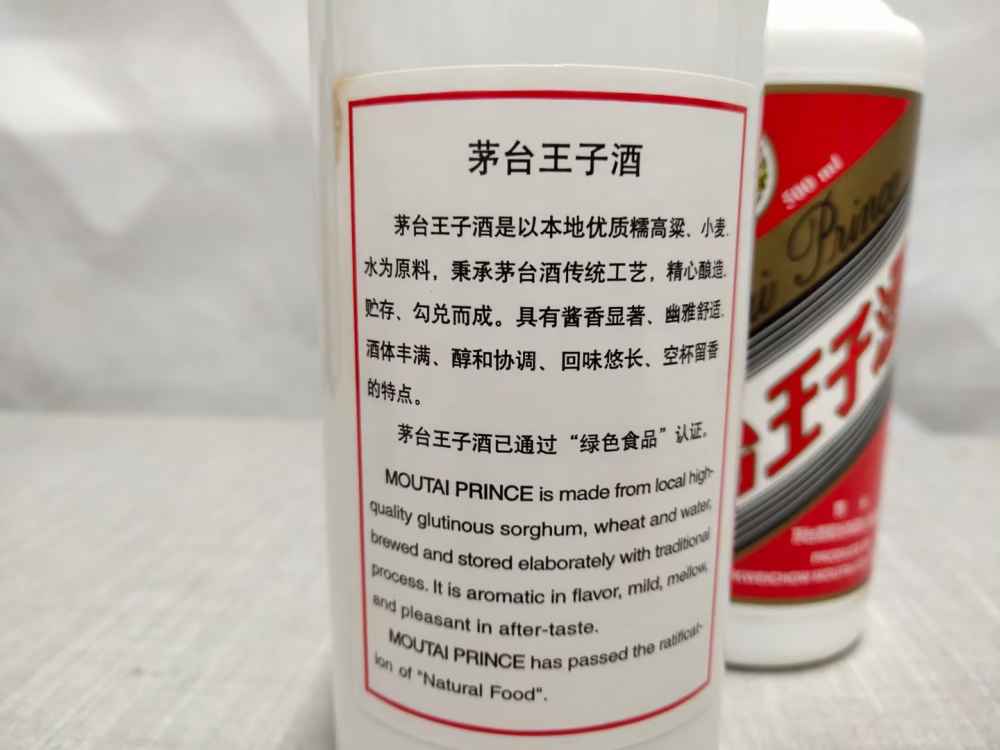 茅台王子酒
茅台王子酒是以本地优质糯高粱、小麦、
水为原料，秉承茅台酒传统工艺，精心酿造、
贮存、勾兑而成。具有酱香显著、幽雅舒适、
酒体丰满、醇和协调、回味悠长、空杯留香
的特点。
茅台王子酒已通过“绿色食品”认证。
MOUTAI PRINCE is made from local high-
quality glutinous sorghum, wheat and water,
brewed and stored elaborately with traditional
process. It is aromatic in flavor, mild, mellow,
and pleasant in after-taste.
MOUTAI PRINCE has passed the ratificat-
ion of "Natural Food".
500 ml
Prince
台王子酒